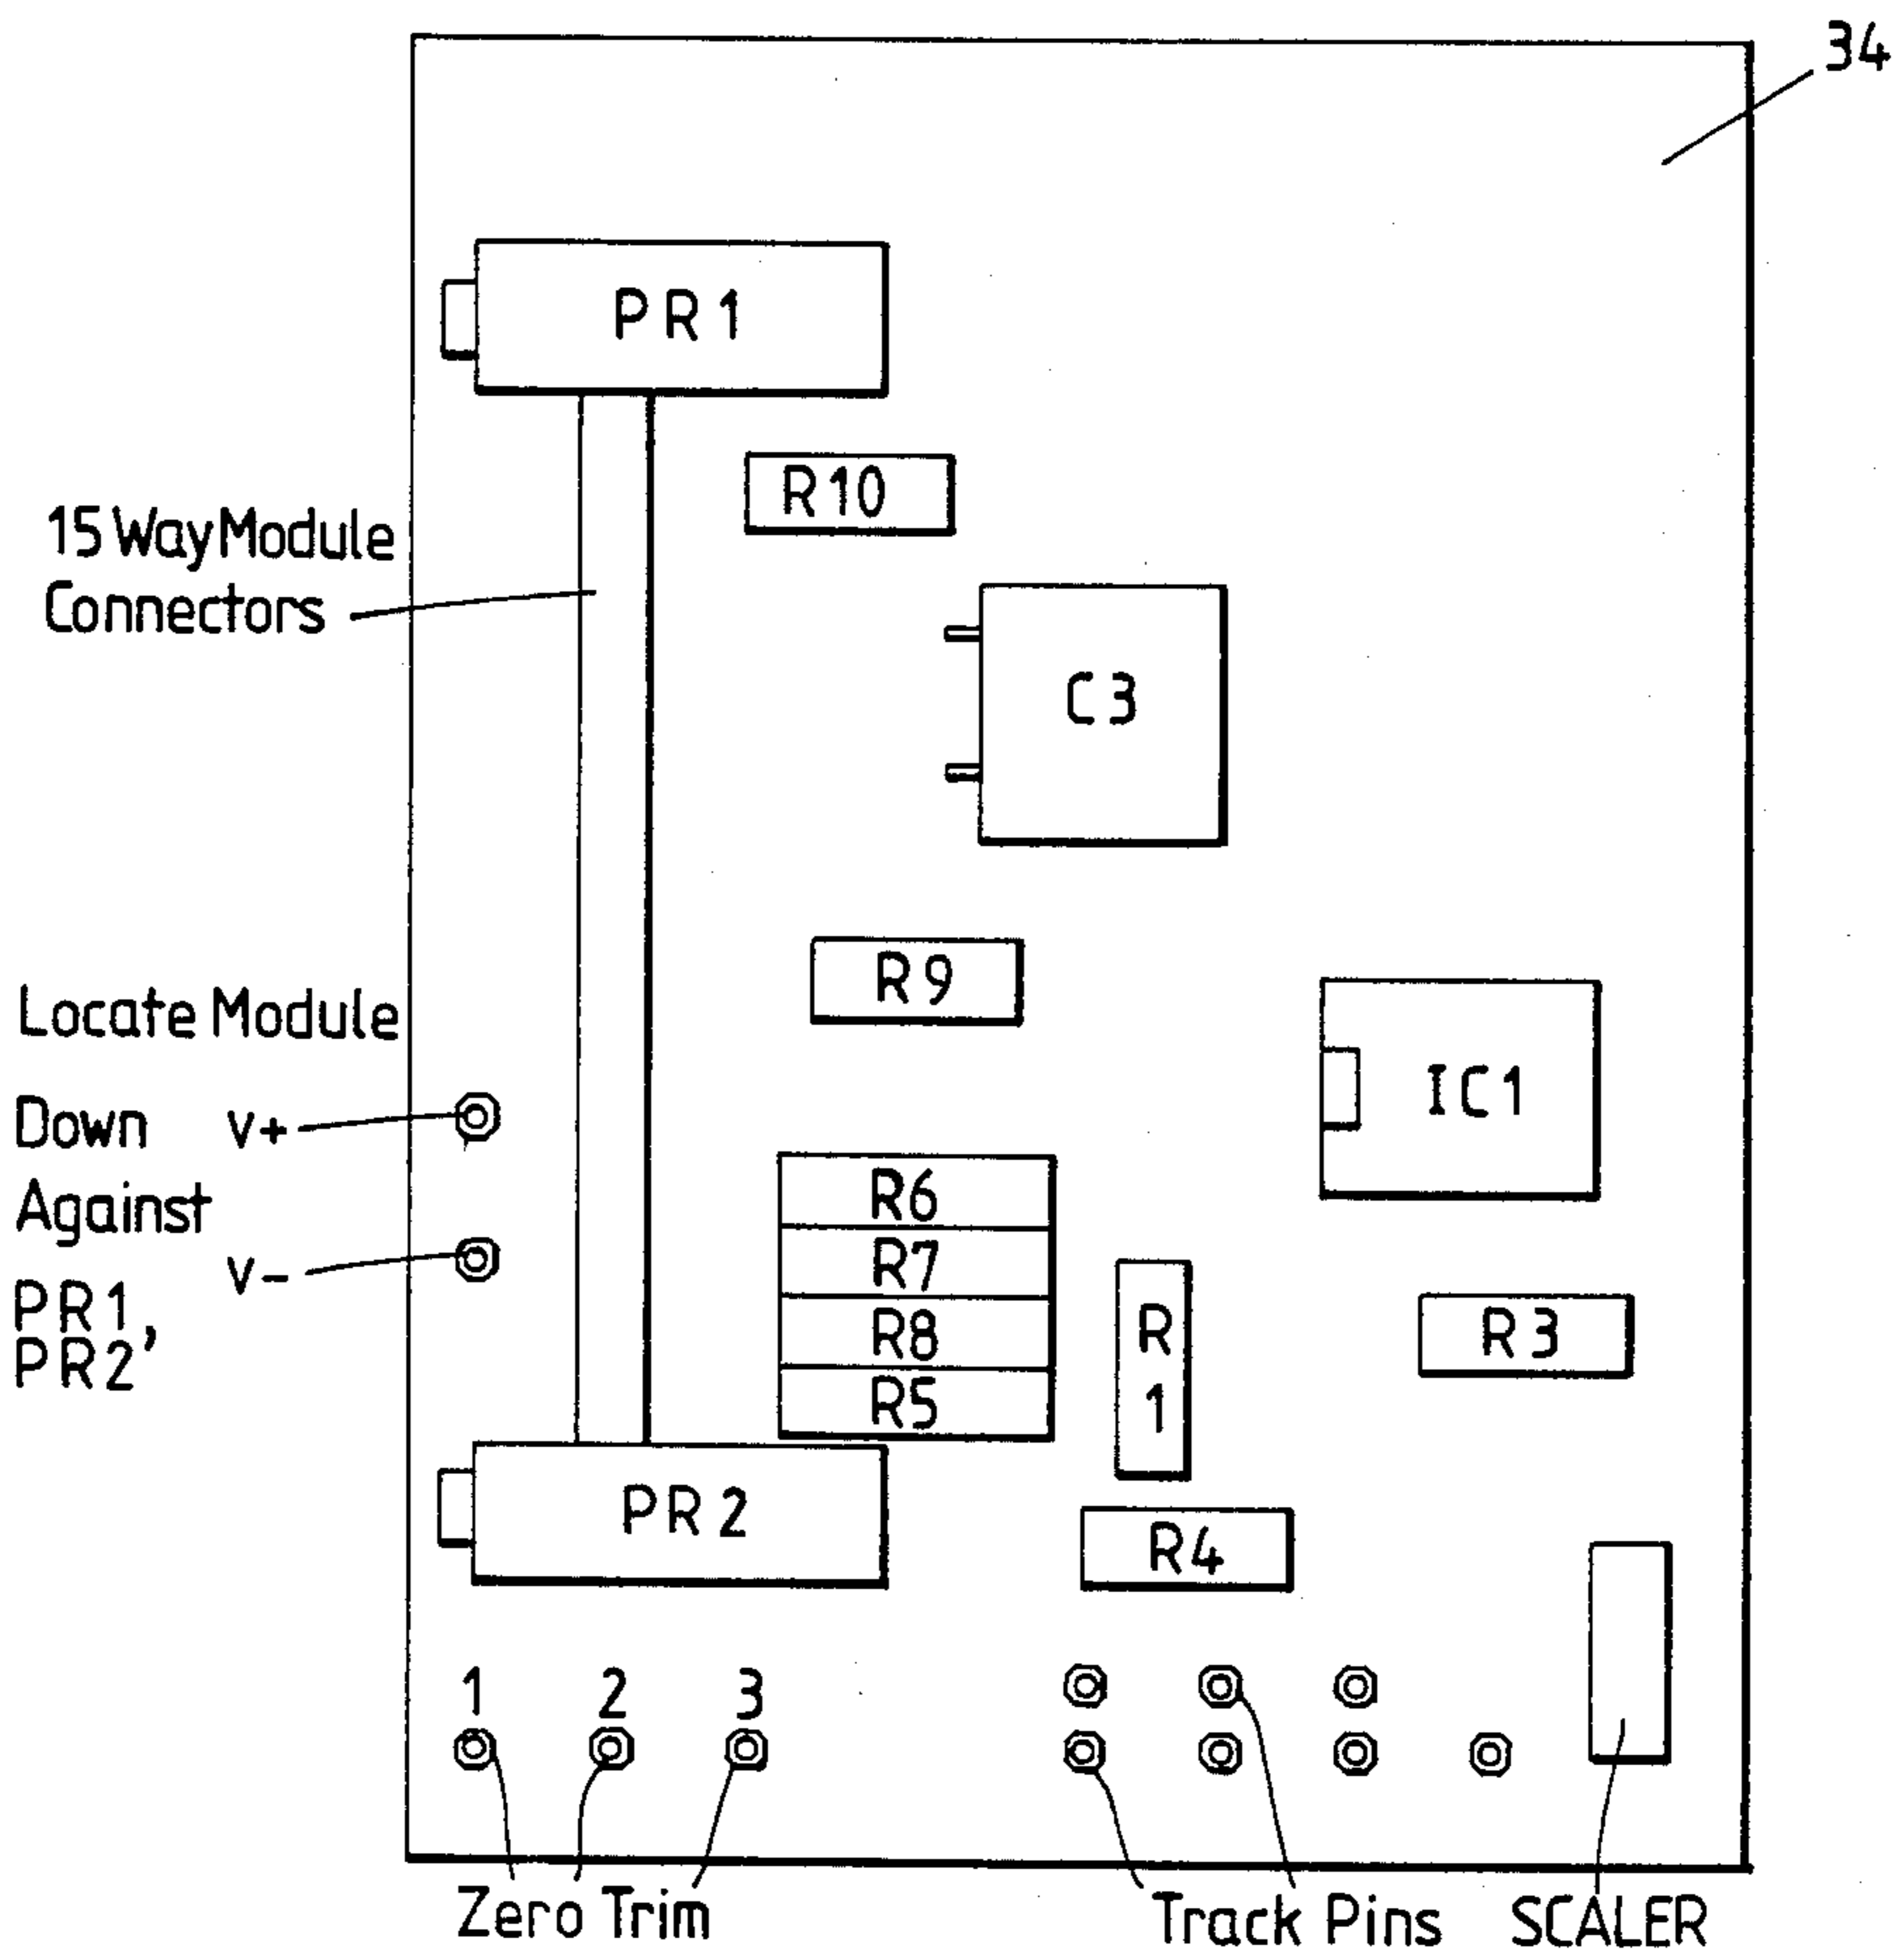 34
PR1
R10
15 Way Module
Connectors
C3
R9
Locate Module
Down
Against
PR1,
PR2'
V+
V-
IC1
R6
R7
R8
R5
R
1
R3
PR2
R4
1 2 3
Zero Trim
Track Pins
SCALER